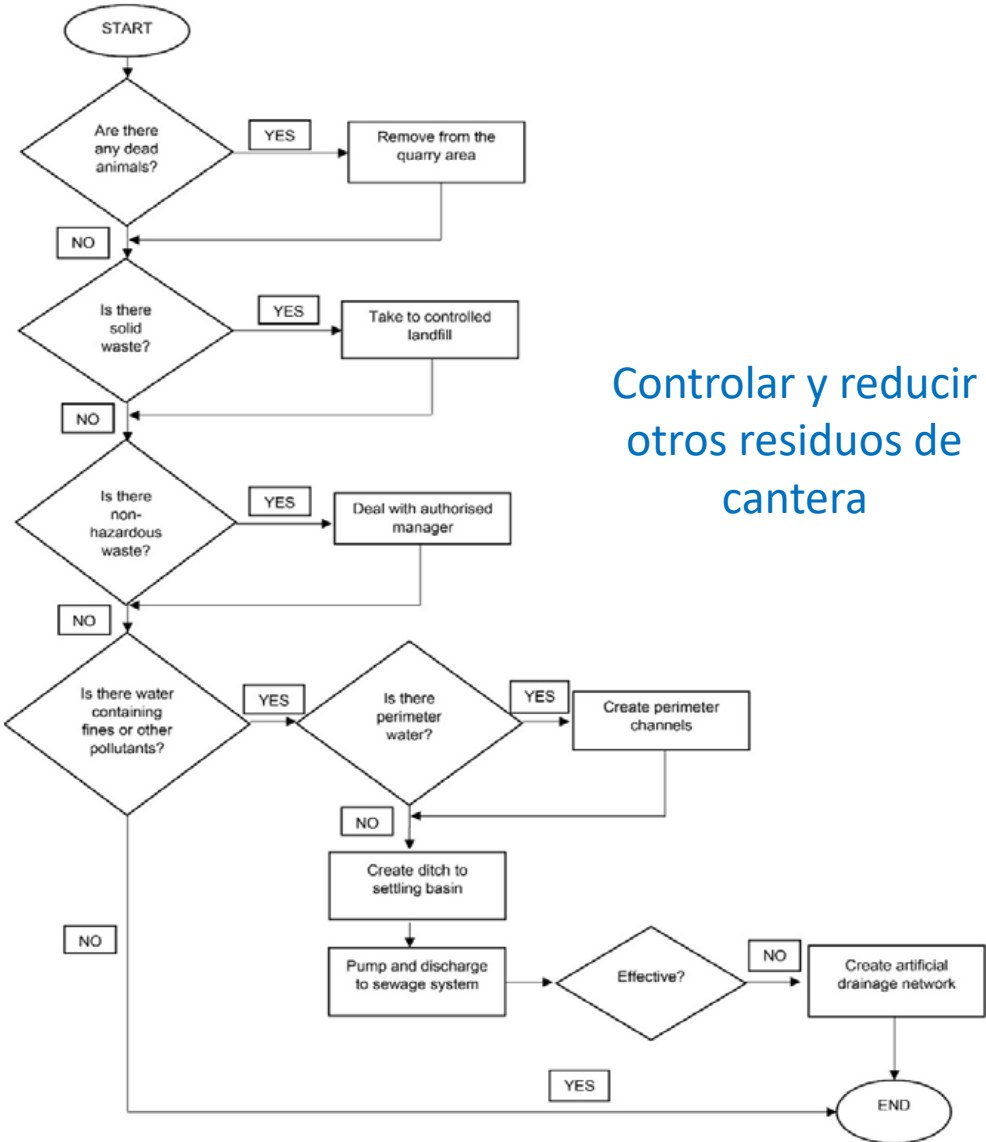 START
Are there
any dead
animals?
YES
Remove from the
quarry area
NO
Is there
solid
waste?
YES
Take to controlled
landfill
NO
Controlar y reducir
otros residuos de
cantera
Is there
non-
hazardous
waste?
YES
Deal with authorised
manager
NO
Is there water
containing
fines or other
pollutants?
YES
Is there
perimeter
water?
YES
Create perimeter
channels
NO
Create ditch to
settling basin
NO
Pump and discharge
to sewage system
Effective?
NO
Create artificial
drainage network
YES
END